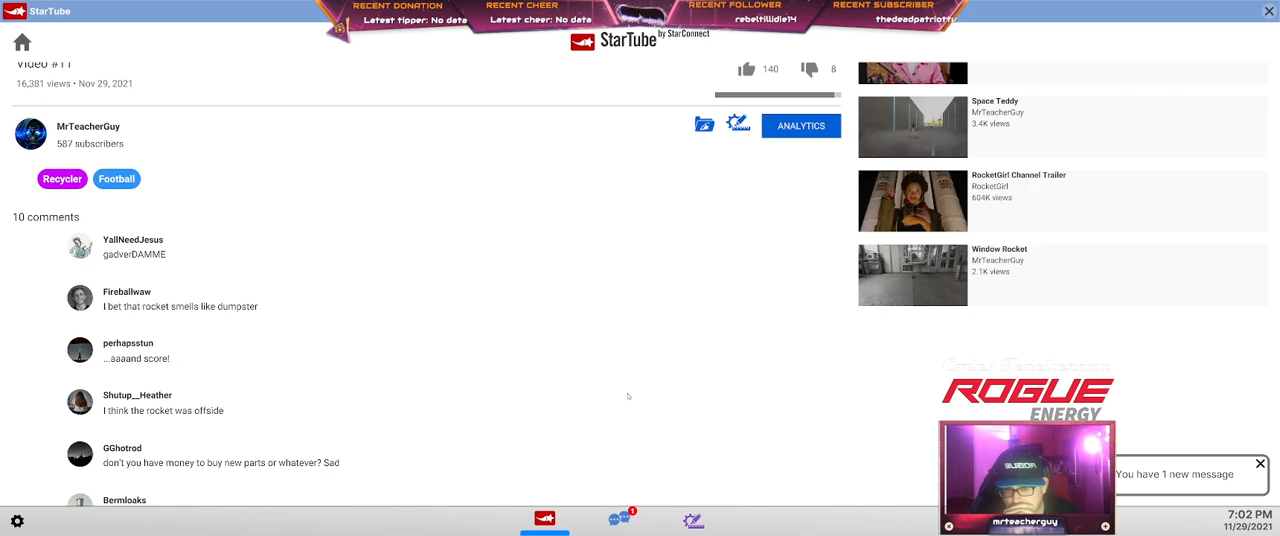 StarTube
RECENT DONATION
Latest tipper: No data
RECENT CHEER
Latest cheer: No data
RECENT FOLLOWER
rebeltillidie14
RECENT SUBSCRIBER
thedeadpatriotty
StarTube by StarConnect
Video #11
16,381 views • Nov 29, 2021
140
8
MrTeacherGuy
587 subscribers
ANALYTICS
Recycler
Football
10 comments
YallNeedJesus
gadverDAMME
Fireballwaw
I bet that rocket smells like dumpster
perhapsstun
...aaaand score!
Shutup__Heather
I think the rocket was offside
GGhotrod
don't you have money to buy new parts or whatever? Sad
Bermloaks
Space Teddy
MrTeacherGuy
3.4K views
RocketGirl Channel Trailer
RocketGirl
604K views
Window Rocket
MrTeacherGuy
2.1K views
ROGUE
ENERGY
mrteacherguy
You have 1 new message
1
7:02 PM
11/29/2021